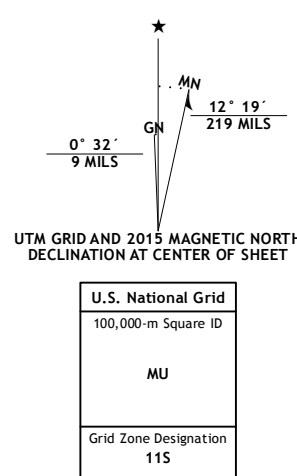 MN
GN
12° 19´
219 MILS
0° 32´
9 MILS
UTM GRID AND 2015 MAGNETIC NORTH
DECLINATION AT CENTER OF SHEET
U.S. National Grid
100,000-m Square ID
MU
Grid Zone Designation
11S